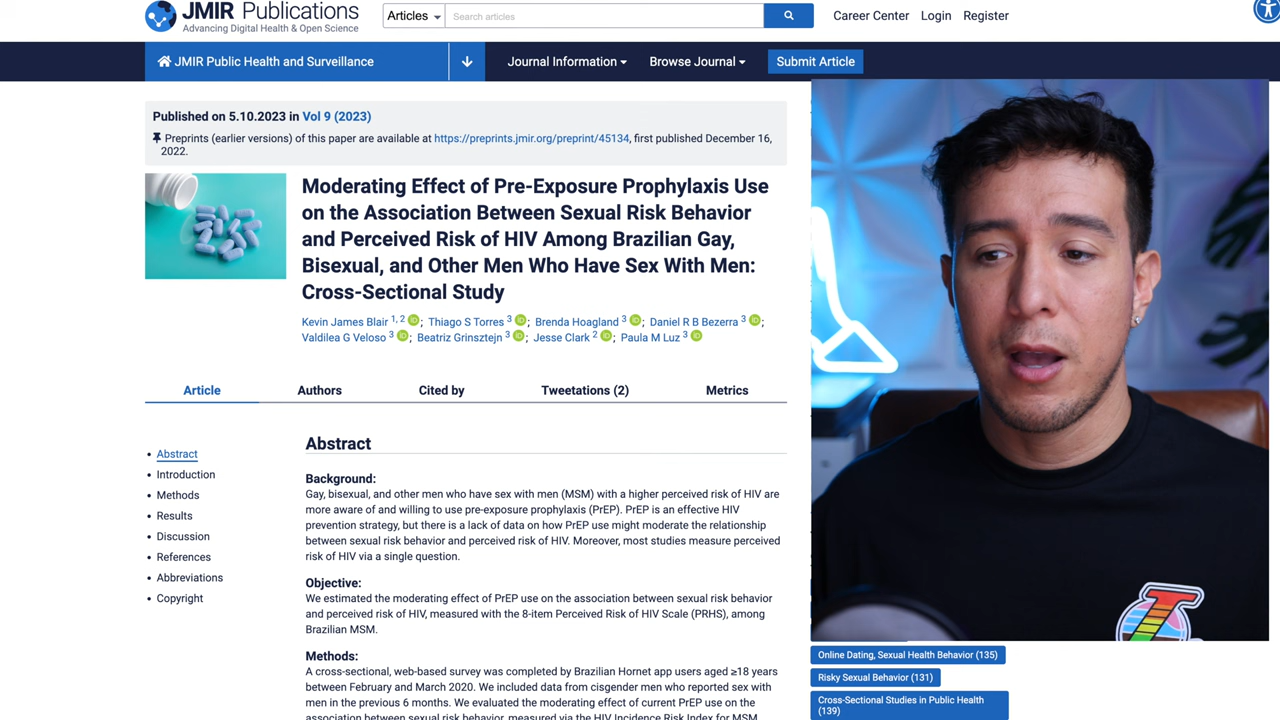 JMIR Publications
Advancing Digital Health & Open Science
Articles
Search articles
Career Center
Login
Register
JMIR Public Health and Surveillance
Journal Information
Browse Journal
Submit Article
Published on 5.10.2023 in Vol 9 (2023)
Preprints (earlier versions) of this paper are available at https://preprints.jmir.org/preprint/45134, first published December 16,
2022.
Moderating Effect of Pre-Exposure Prophylaxis Use
on the Association Between Sexual Risk Behavior
and Perceived Risk of HIV Among Brazilian Gay,
Bisexual, and Other Men Who Have Sex With Men:
Cross-Sectional Study
Kevin James Blair 1, 2 iD; Thiago S Torres 3 iD; Brenda Hoagland 3 iD; Daniel R B Bezerra 3 iD;
Valdilea G Veloso 3 iD; Beatriz Grinsztejn 3 iD; Jesse Clark 2 iD; Paula M Luz 3 iD
Article
Authors
Cited by
Tweetations (2)
Metrics
• Abstract
• Introduction
• Methods
• Results
• Discussion
• References
• Abbreviations
• Copyright
Abstract
Background:
Gay, bisexual, and other men who have sex with men (MSM) with a higher perceived risk of HIV are
more aware of and willing to use pre-exposure prophylaxis (PrEP). PrEP is an effective HIV
prevention strategy, but there is a lack of data on how PrEP use might moderate the relationship
between sexual risk behavior and perceived risk of HIV. Moreover, most studies measure perceived
risk of HIV via a single question.
Objective:
We estimated the moderating effect of PrEP use on the association between sexual risk behavior
and perceived risk of HIV, measured with the 8-item Perceived Risk of HIV Scale (PRHS), among
Brazilian MSM.
Methods:
A cross-sectional, web-based survey was completed by Brazilian Hornet app users aged ≥18 years
between February and March 2020. We included data from cisgender men who reported sex with
men in the previous 6 months. We evaluated the moderating effect of current PrEP use on the
association between sexual risk behavior, measured via the HIV Incidence Risk Index for MSM
Online Dating, Sexual Health Behavior (135)
Risky Sexual Behavior (131)
Cross-Sectional Studies in Public Health
(139)